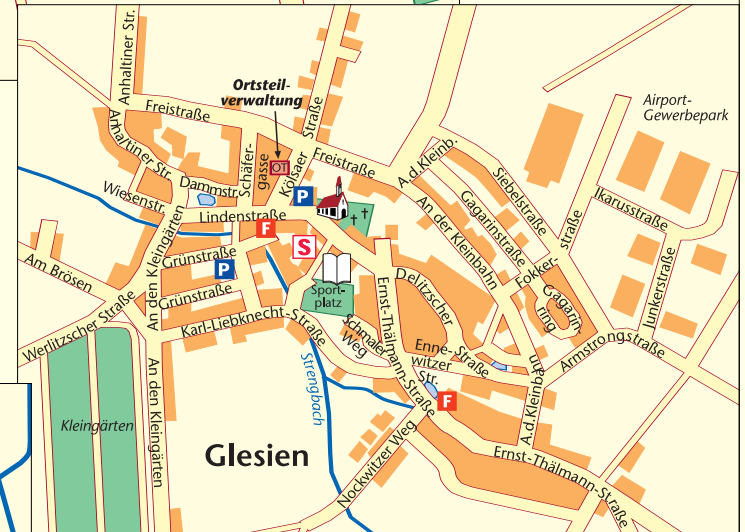 Anhaltiner Str.
Freistraße
Ortsteil-
verwaltung
Straße
Kölsaer
Airport-
Gewerbepark
Anhaltiner Str.
Schäfer-
gasse
OT
Freistraße
A.d.Kleinb.
Siebelstraße
Wiesenstr.
Dammstr.
P
Gagarinstraße
Ikarusstraße
Lindenstraße
An der Kleinbahn
F
S
Fokker-
straße
Am Brösen
An den Kleingärten
Grünstraße
P
Grünstraße
Sport-
platz
Delitzscher
Straße
Gagarin-
ring
Junkerstraße
Werlitzscher Straße
Karl-Liebknecht-Straße
Schmaler
Weg
Ernst-Thälmann-Straße
Enne-
witzer
Str.
Armstrongstraße
An den Kleingärten
Strengbach
A.d.Kleinbahn
F
Kleingärten
Glesien
Nockwitzer Weg
Ernst-Thälmann-Straße